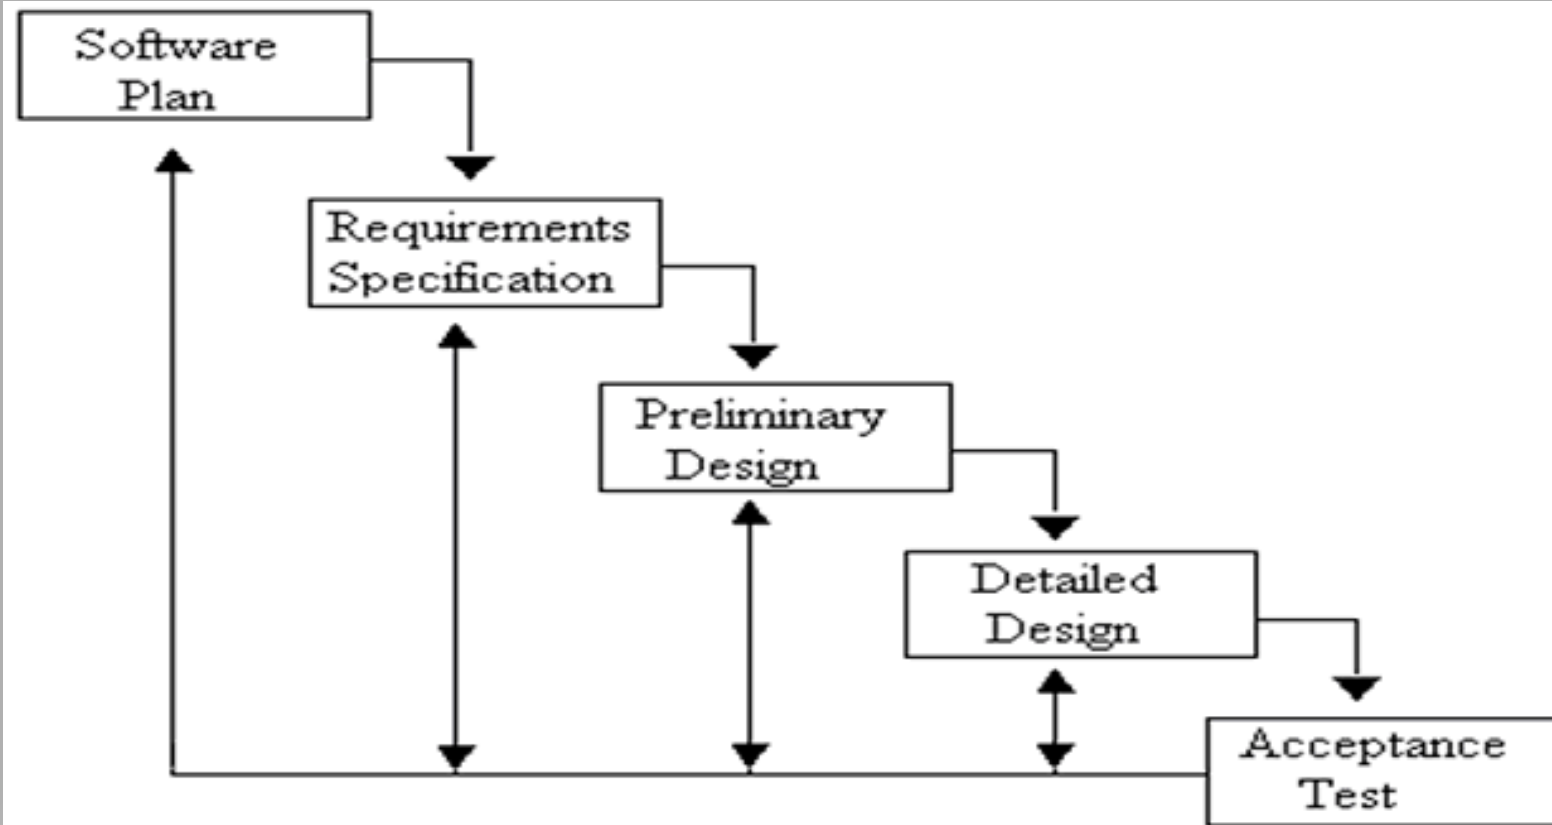 Software
Plan
Requirements
Specification
Preliminary
Design
Detailed
Design
Acceptance
Test